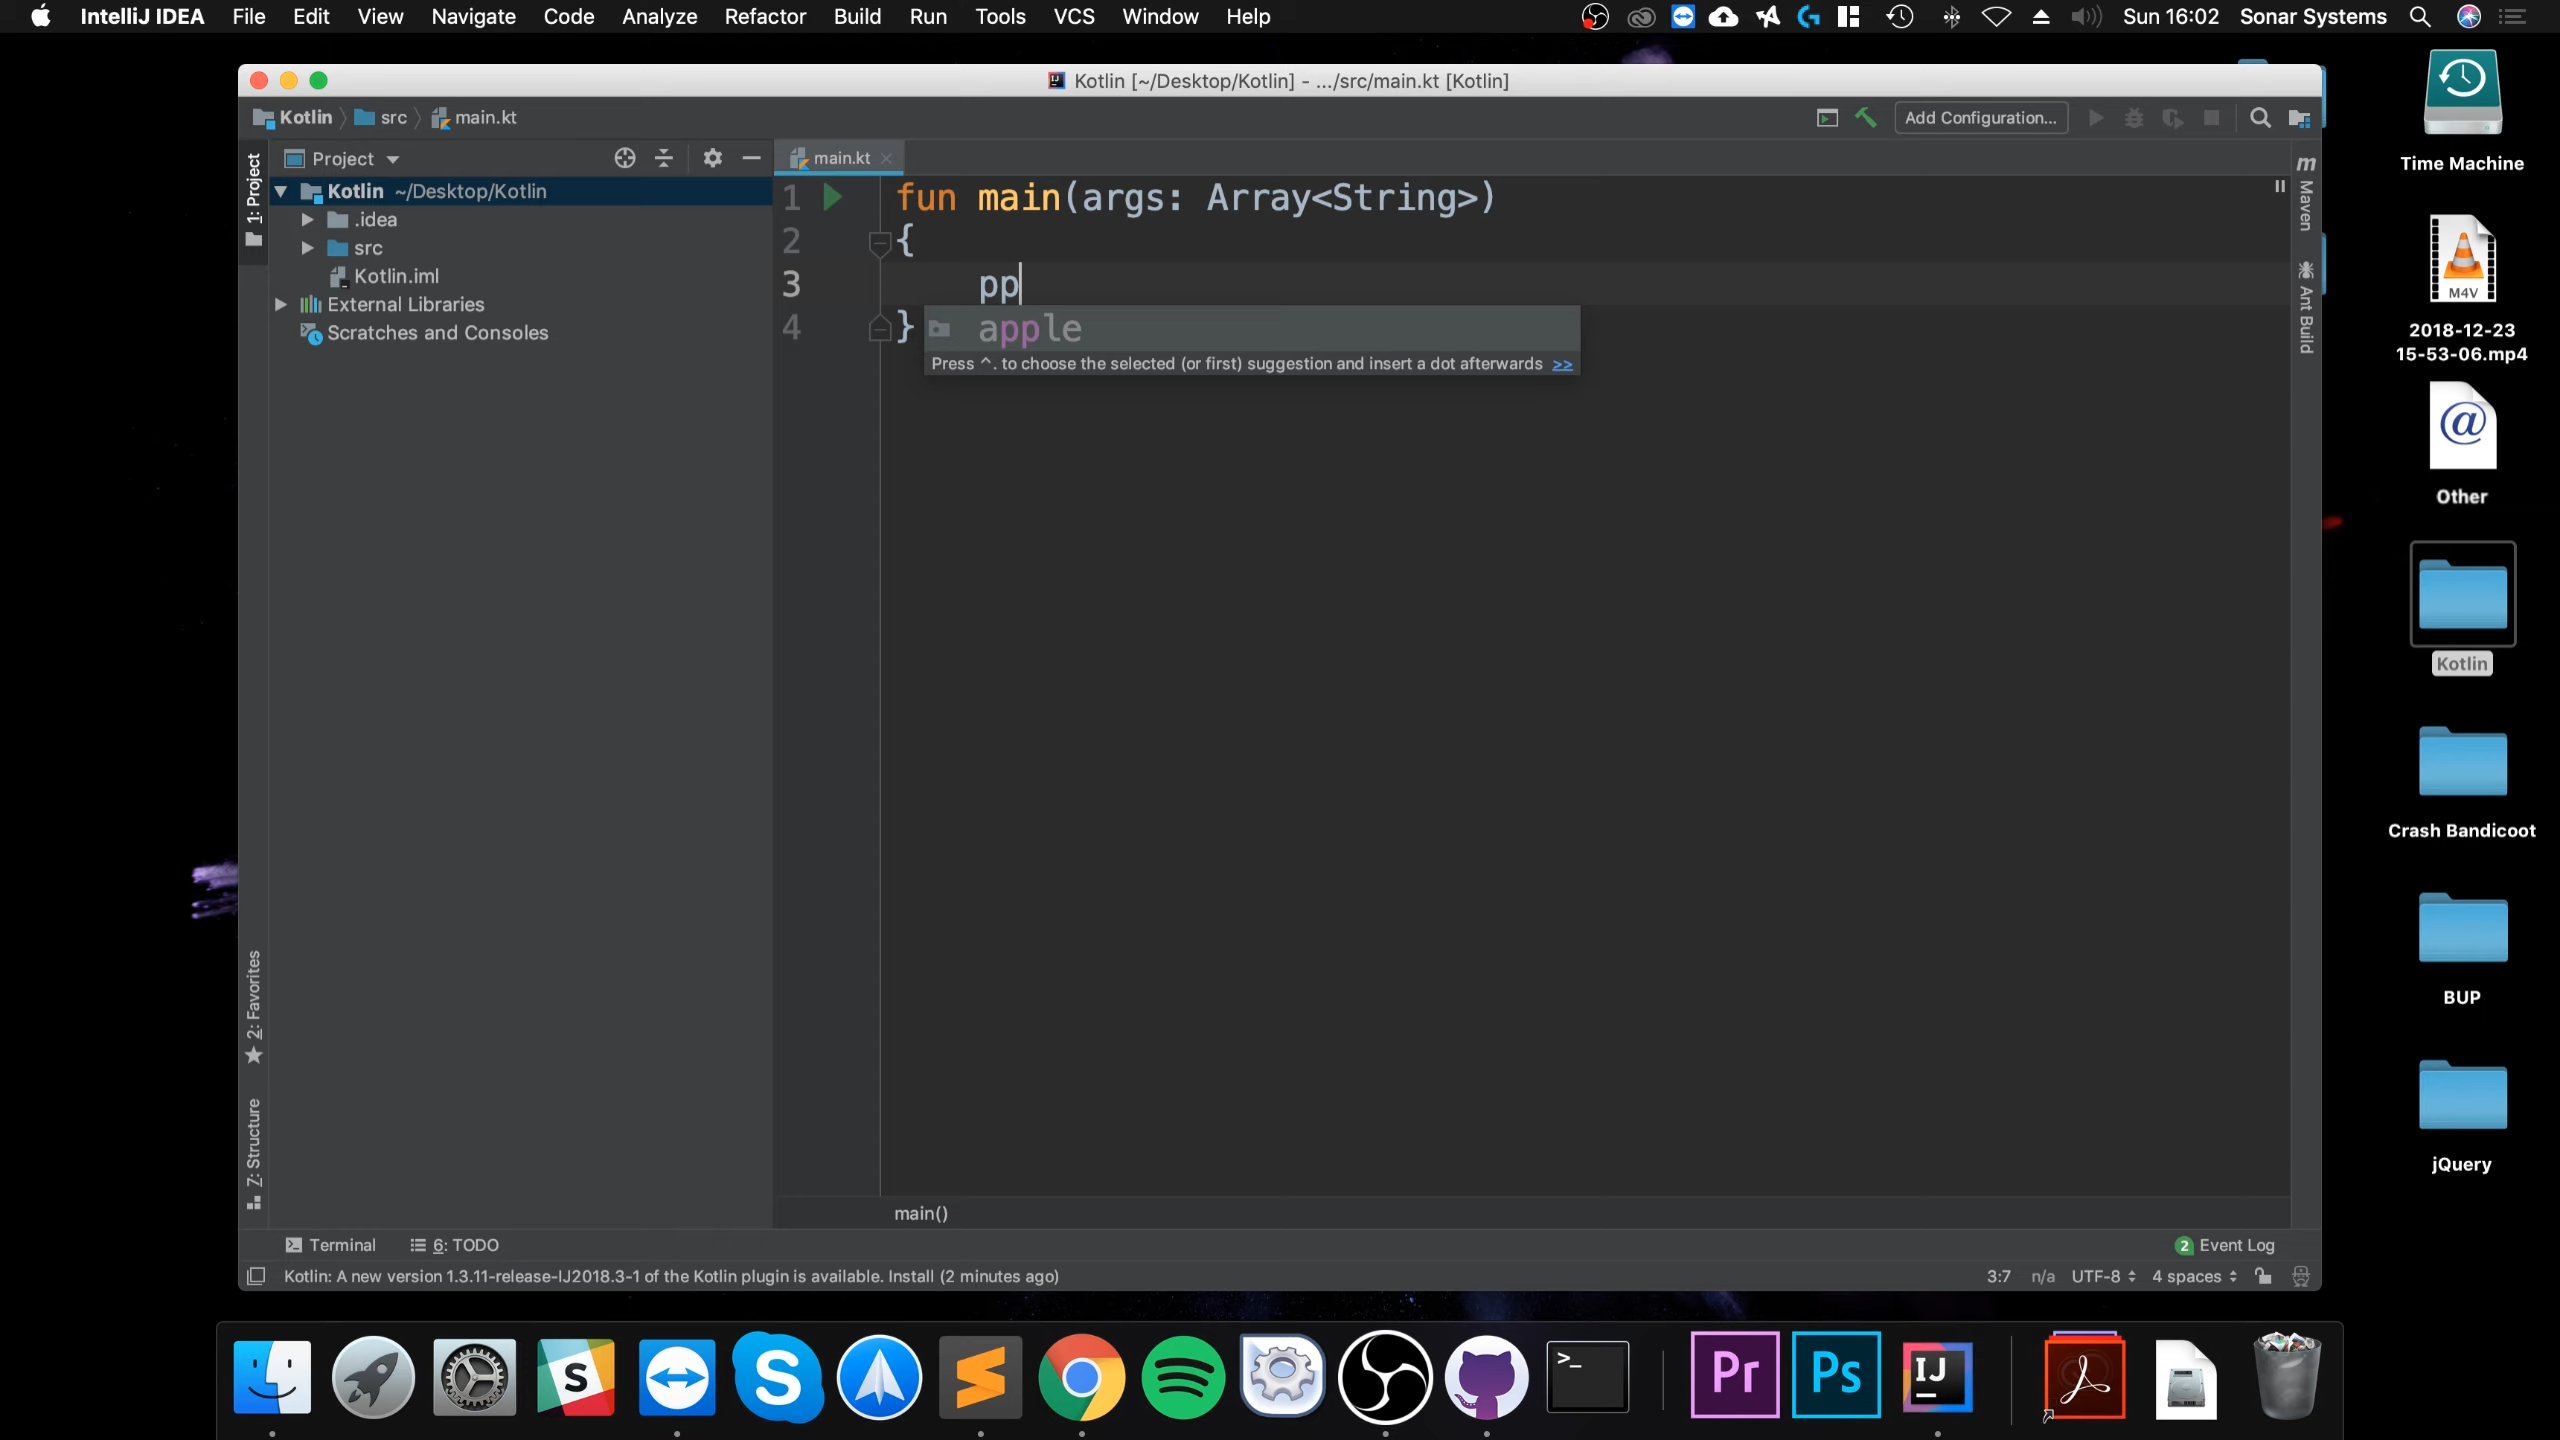 IntelliJ IDEA File Edit View Navigate Code Analyze Refactor Build Run Tools VCS Window Help Sun 16:02 Sonar Systems
Kotlin [~/Desktop/Kotlin] - .../src/main.kt [Kotlin]
Kotlin src main.kt Add Configuration...
Project main.kt
1: Project
Kotlin ~/Desktop/Kotlin
.idea
src
Kotlin.iml
External Libraries
Scratches and Consoles
1 fun main(args: Array<String>)
2 {
3 pp
4 }
apple
Press ^. to choose the selected (or first) suggestion and insert a dot afterwards >>
m Maven
Ant Build
2: Favorites
7: Structure
main()
Terminal 6: TODO 2 Event Log
Kotlin: A new version 1.3.11-release-IJ2018.3-1 of the Kotlin plugin is available. Install (2 minutes ago) 3:7 n/a UTF-8 4 spaces
Time Machine
M4V
2018-12-23
15-53-06.mp4
@
Other
Kotlin
Crash Bandicoot
BUP
jQuery
S S >_ Pr Ps IJ